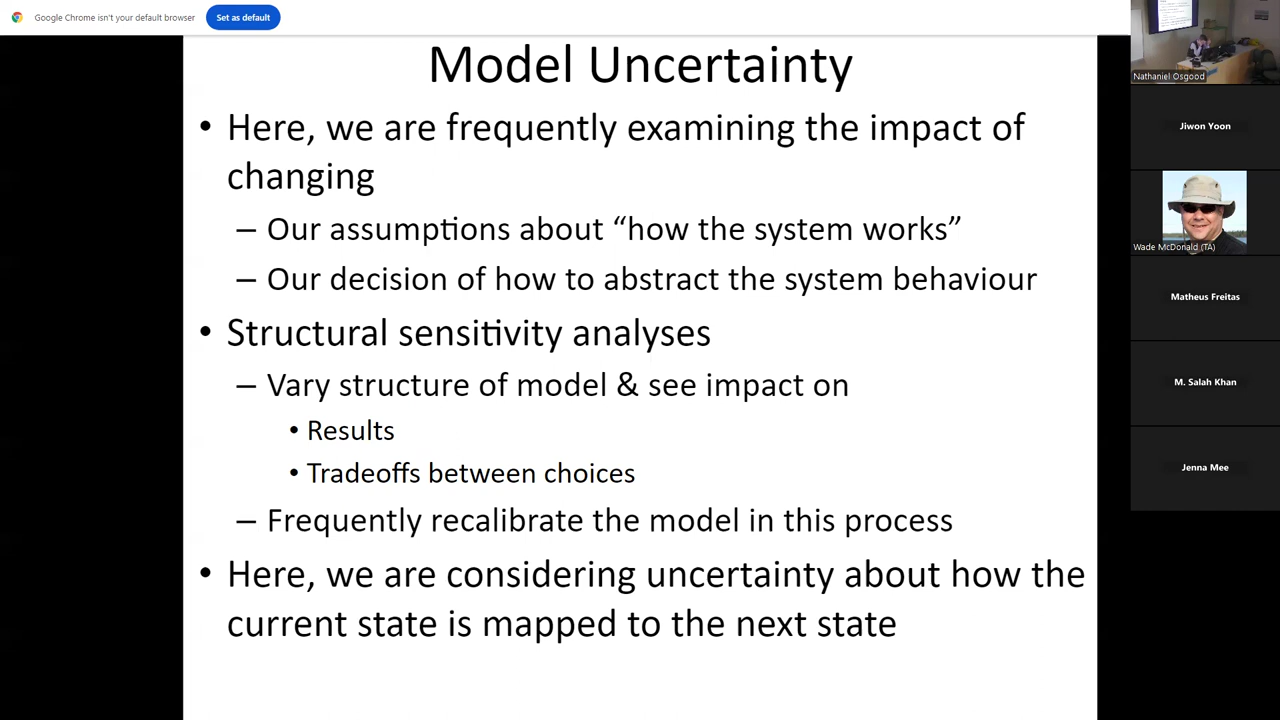 Google Chrome isn't your default browser
Set as default
Model Uncertainty
• Here, we are frequently examining the impact of
changing
– Our assumptions about “how the system works”
– Our decision of how to abstract the system behaviour
• Structural sensitivity analyses
– Vary structure of model & see impact on
• Results
• Tradeoffs between choices
– Frequently recalibrate the model in this process
• Here, we are considering uncertainty about how the
current state is mapped to the next state
Nathaniel Osgood
Jiwon Yoon
Wade McDonald (TA)
Matheus Freitas
M. Salah Khan
Jenna Mee